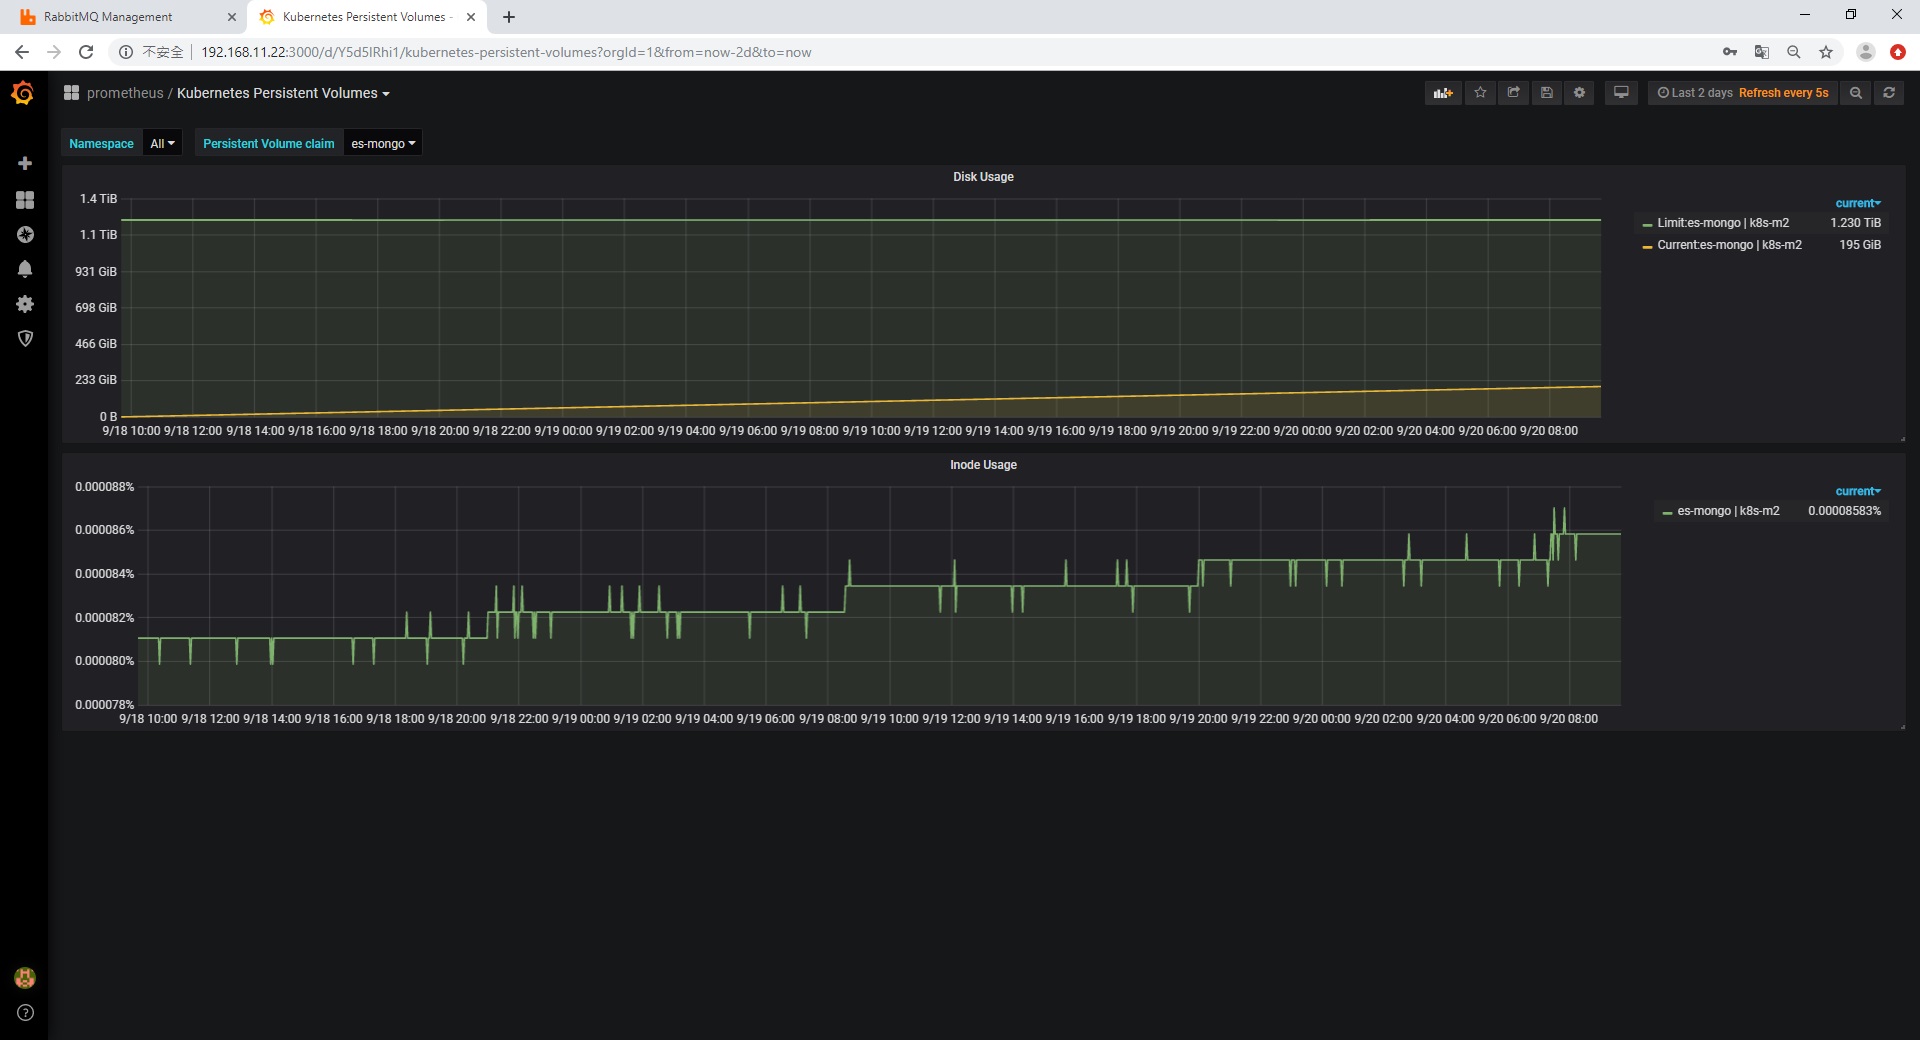 RabbitMQ Management
Kubernetes Persistent Volumes -
不安全 192.168.11.22:3000/d/Y5d5lRhi1/kubernetes-persistent-volumes?orgId=1&from=now-2d&to=now
prometheus / Kubernetes Persistent Volumes
Last 2 days Refresh every 5s
Namespace All Persistent Volume claim es-mongo
Disk Usage
1.4 TiB
1.1 TiB
931 GiB
698 GiB
466 GiB
233 GiB
0 B
9/18 10:00 9/18 12:00 9/18 14:00 9/18 16:00 9/18 18:00 9/18 20:00 9/18 22:00 9/19 00:00 9/19 02:00 9/19 04:00 9/19 06:00 9/19 08:00 9/19 10:00 9/19 12:00 9/19 14:00 9/19 16:00 9/19 18:00 9/19 20:00 9/19 22:00 9/20 00:00 9/20 02:00 9/20 04:00 9/20 06:00 9/20 08:00
current
Limit:es-mongo | k8s-m2 1.230 TiB
Current:es-mongo | k8s-m2 195 GiB
Inode Usage
0.000088%
0.000086%
0.000084%
0.000082%
0.000080%
0.000078%
9/18 10:00 9/18 12:00 9/18 14:00 9/18 16:00 9/18 18:00 9/18 20:00 9/18 22:00 9/19 00:00 9/19 02:00 9/19 04:00 9/19 06:00 9/19 08:00 9/19 10:00 9/19 12:00 9/19 14:00 9/19 16:00 9/19 18:00 9/19 20:00 9/19 22:00 9/20 00:00 9/20 02:00 9/20 04:00 9/20 06:00 9/20 08:00
current
es-mongo | k8s-m2 0.00008583%